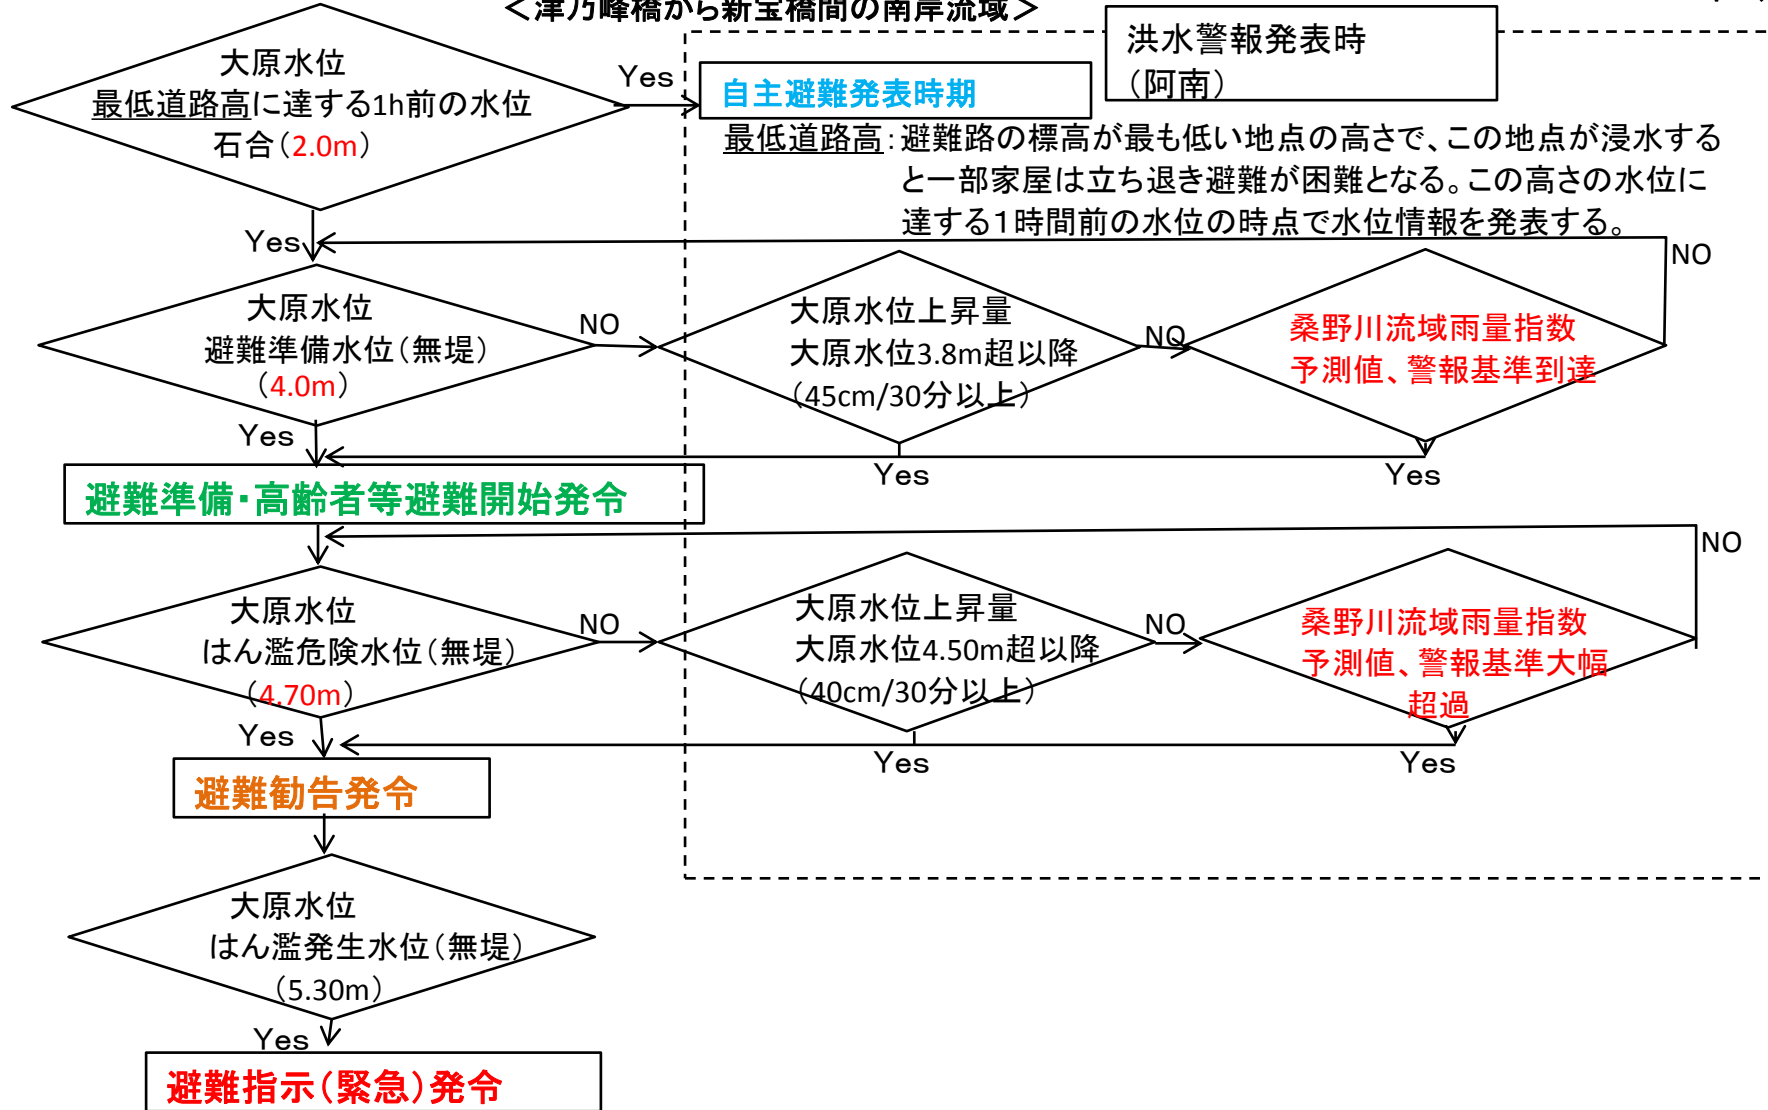 ＜津乃峰橋から新宝橋間の南岸流域＞
洪水警報発表時
（阿南）
大原水位
最低道路高に達する1h前の水位
石合（2.0m）
Yes
自主避難発表時期
最低道路高：避難路の標高が最も低い地点の高さで、この地点が浸水する
と一部家屋は立ち退き避難が困難となる。この高さの水位に
達する１時間前の水位の時点で水位情報を発表する。
Yes
NO
大原水位
避難準備水位（無堤）
（4.0m）
NO
大原水位上昇量
大原水位3.8m超以降
（45cm/30分以上）
NO
桑野川流域雨量指数
予測値、警報基準到達
Yes
Yes
Yes
避難準備・高齢者等避難開始発令
NO
大原水位
はん濫危険水位（無堤）
（4.70m）
NO
大原水位上昇量
大原水位4.50m超以降
（40cm/30分以上）
NO
桑野川流域雨量指数
予測値、警報基準大幅
超過
Yes
Yes
Yes
避難勧告発令
大原水位
はん濫発生水位（無堤）
（5.30m）
Yes
避難指示（緊急）発令